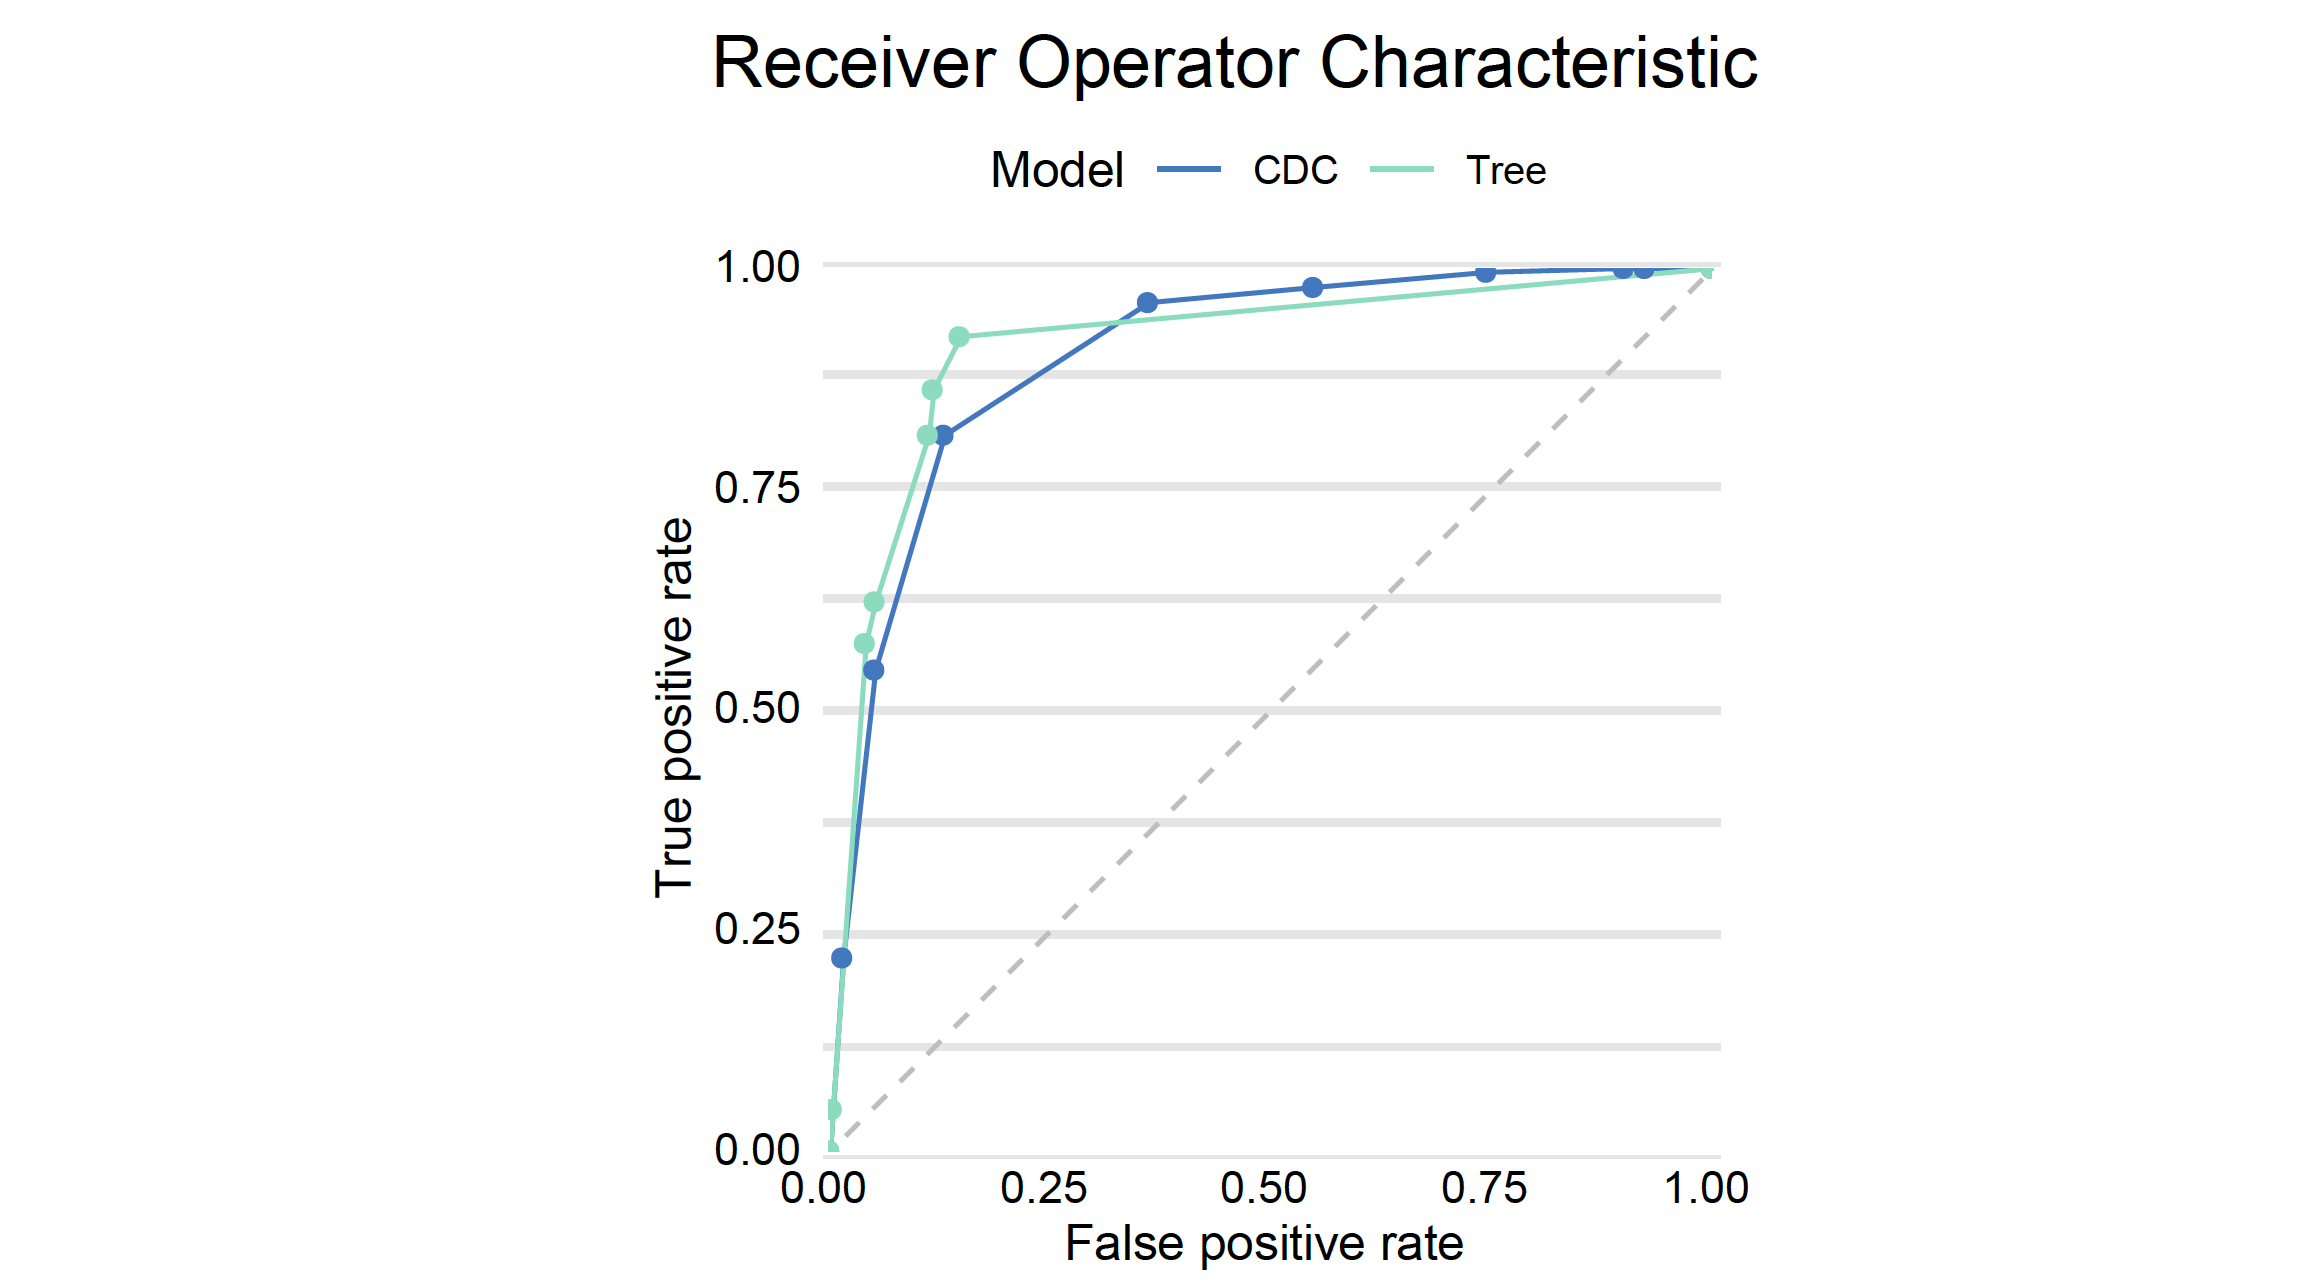 Receiver Operator Characteristic
Model CDC Tree
1.00
0.75
0.50
0.25
0.00
True positive rate
0.00 0.25 0.50 0.75 1.00
False positive rate